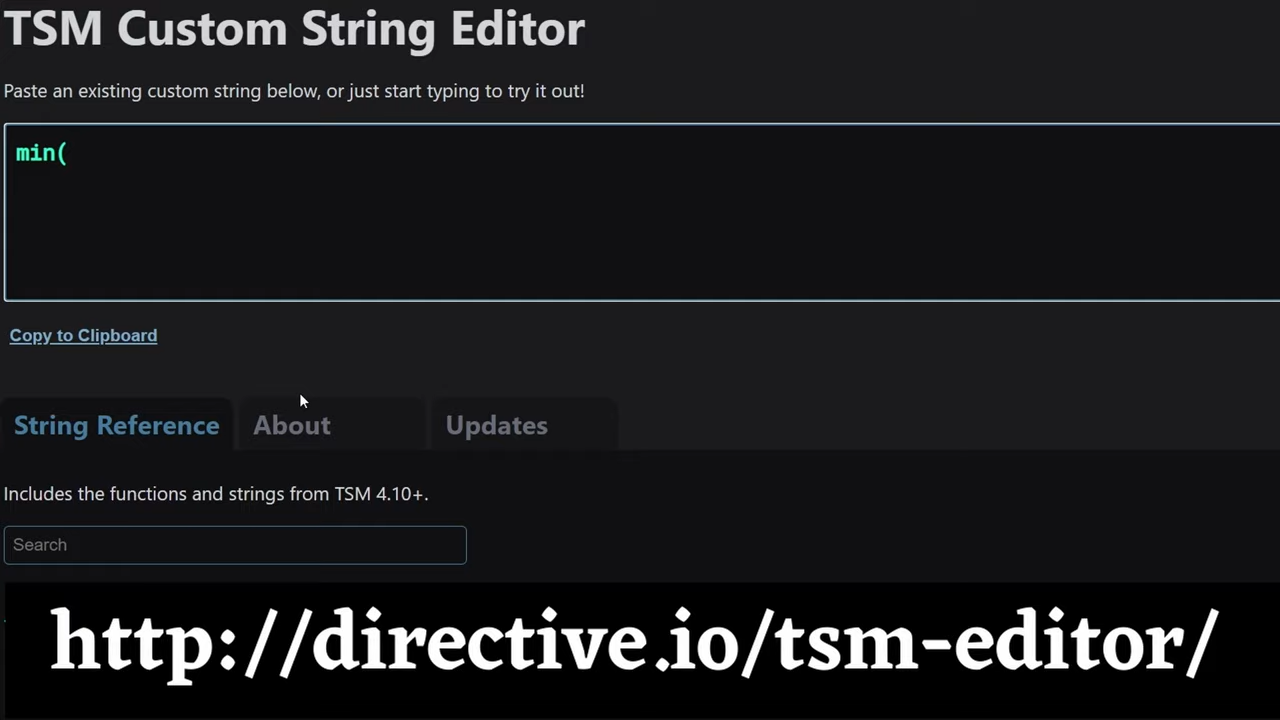 TSM Custom String Editor
Paste an existing custom string below, or just start typing to try it out!
min(
Copy to Clipboard
String Reference About Updates
Includes the functions and strings from TSM 4.10+.
Search
http://directive.io/tsm-editor/